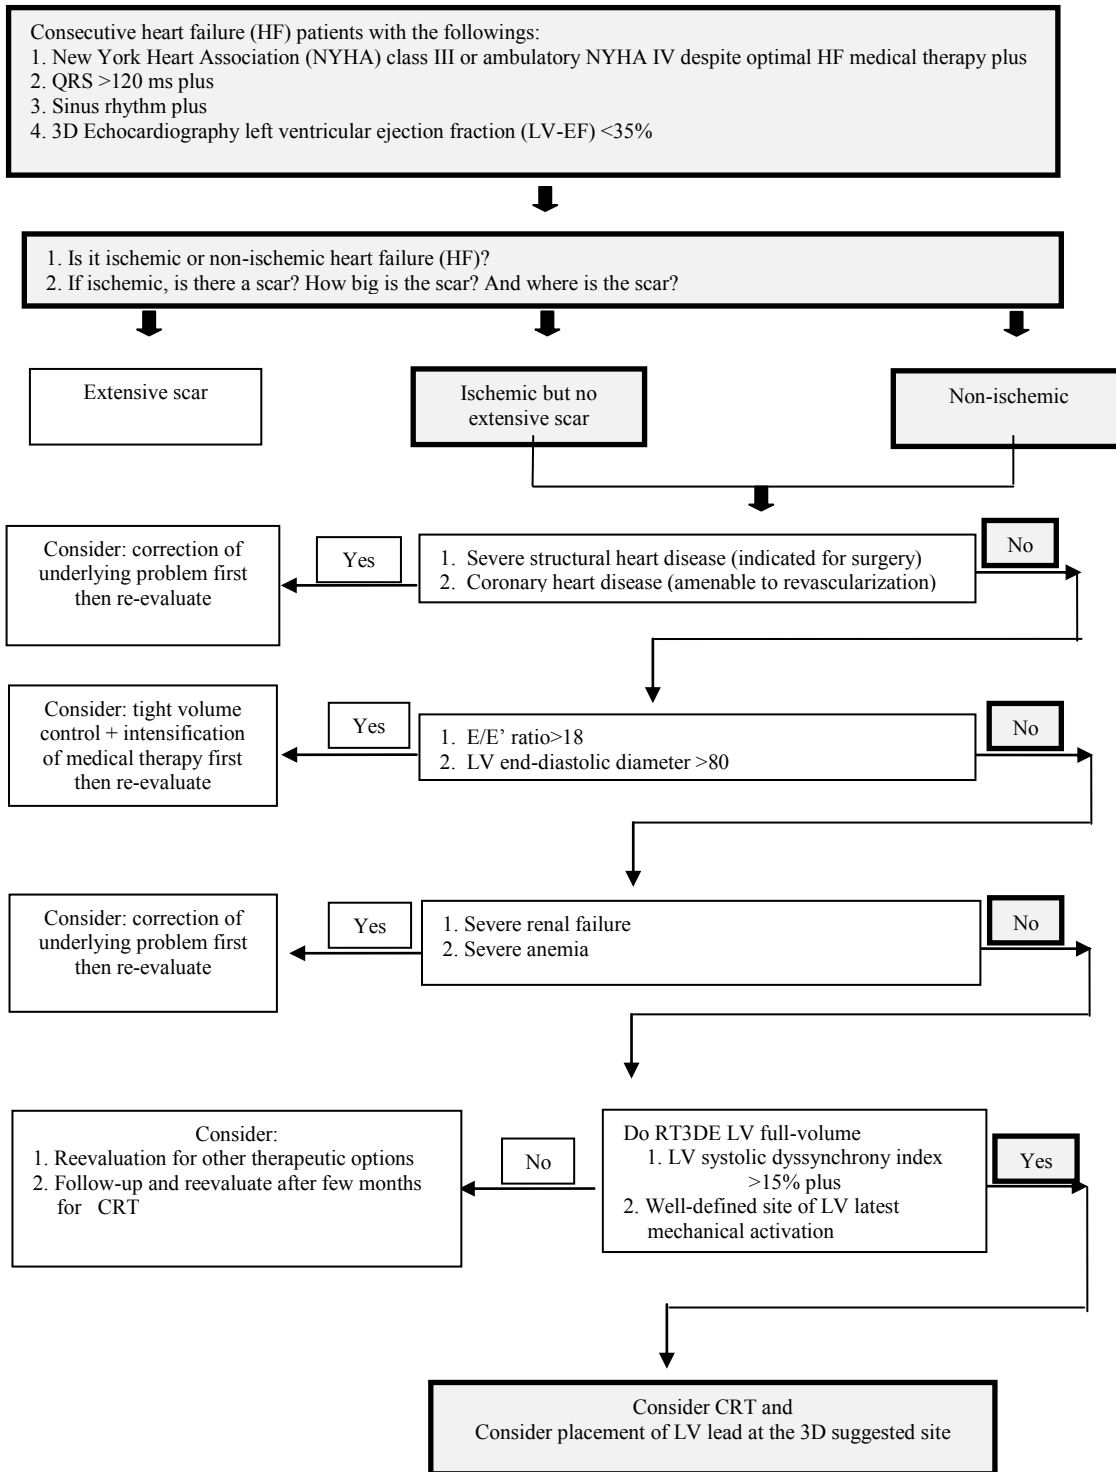 Consecutive heart failure (HF) patients with the followings:
1. New York Heart Association (NYHA) class III or ambulatory NYHA IV despite optimal HF medical therapy plus
2. QRS >120 ms plus
3. Sinus rhythm plus
4. 3D Echocardiography left ventricular ejection fraction (LV-EF) <35%
1. Is it ischemic or non-ischemic heart failure (HF)?
2. If ischemic, is there a scar? How big is the scar? And where is the scar?
Extensive scar
Ischemic but no
extensive scar
Non-ischemic
Consider: correction of
underlying problem first
then re-evaluate
Yes
1. Severe structural heart disease (indicated for surgery)
2. Coronary heart disease (amenable to revascularization)
No
Consider: tight volume
control + intensification
of medical therapy first
then re-evaluate
Yes
1. E/E’ ratio>18
2. LV end-diastolic diameter >80
No
Consider: correction of
underlying problem first
then re-evaluate
Yes
1. Severe renal failure
2. Severe anemia
No
Consider:
1. Reevaluation for other therapeutic options
2. Follow-up and reevaluate after few months
for CRT
No
Do RT3DE LV full-volume
1. LV systolic dyssynchrony index
>15% plus
2. Well-defined site of LV latest
mechanical activation
Yes
Consider CRT and
Consider placement of LV lead at the 3D suggested site